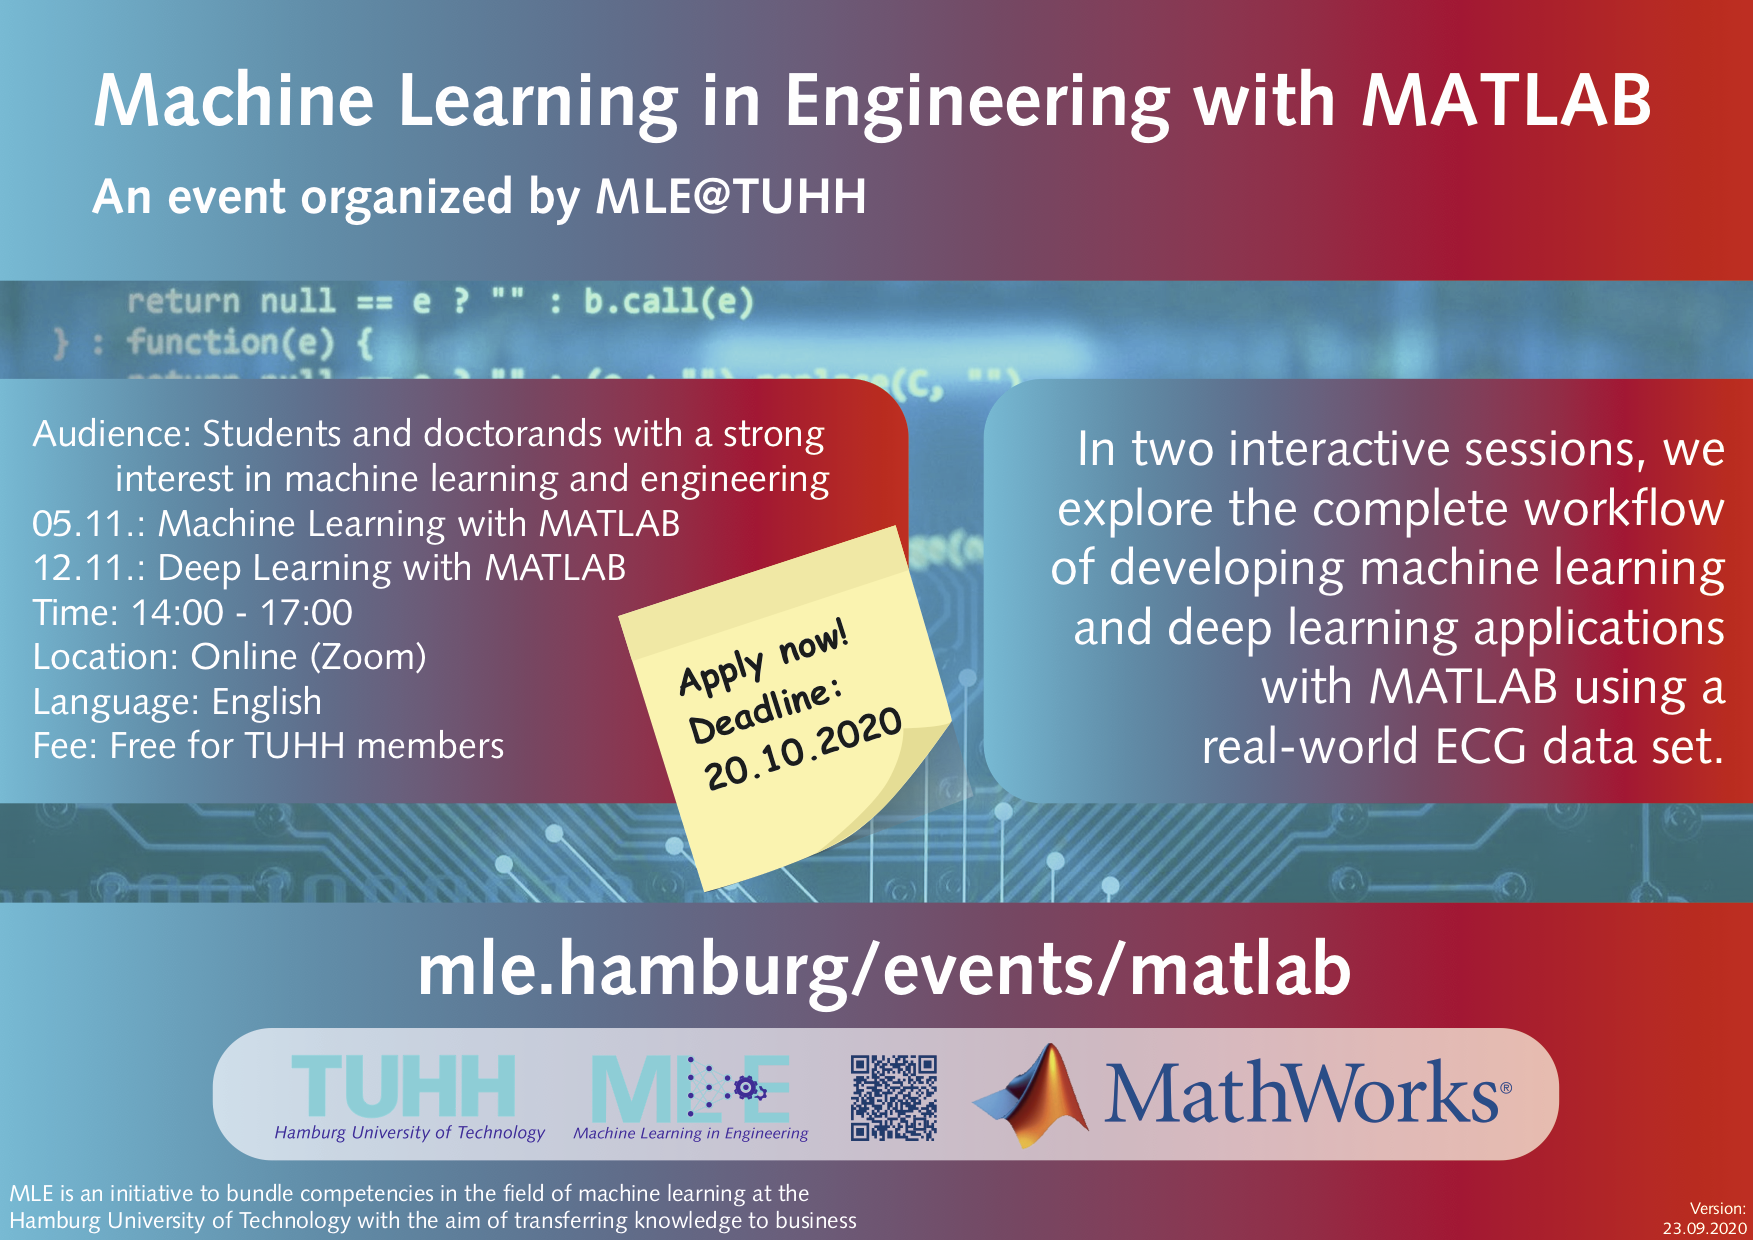 Machine Learning in Engineering with MATLAB
An event organized by MLE@TUHH
return null == e ? "" : b.call(e)
} : function(e) {
Audience: Students and doctorands with a strong
interest in machine learning and engineering
05.11.: Machine Learning with MATLAB
12.11.: Deep Learning with MATLAB
Time: 14:00 - 17:00
Location: Online (Zoom)
Language: English
Fee: Free for TUHH members
Apply now!
Deadline:
20.10.2020
In two interactive sessions, we
explore the complete workflow
of developing machine learning
and deep learning applications
with MATLAB using a
real-world ECG data set.
mle.hamburg/events/matlab
TUHH
Hamburg University of Technology
MLE
Machine Learning in Engineering
MathWorks®
MLE is an initiative to bundle competencies in the field of machine learning at the
Hamburg University of Technology with the aim of transferring knowledge to business
Version:
23.09.2020